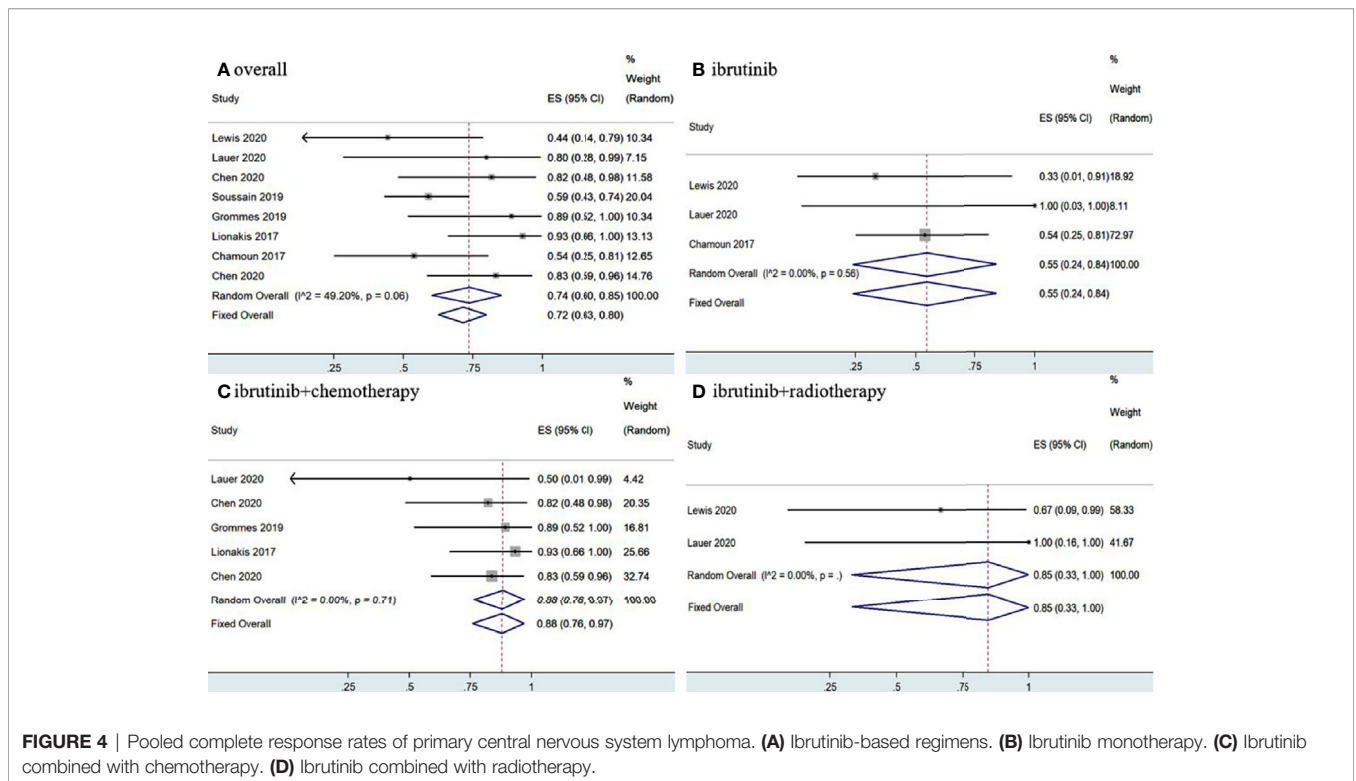 A overall
%
Weight
Study ES (95% CI) (Random)
Lewis 2020 0.44 (0.14, 0.79) 10.34
Lauer 2020 0.80 (0.28, 0.99) 7.15
Chen 2020 0.82 (0.48, 0.98) 11.58
Soussain 2019 0.59 (0.43, 0.74) 20.04
Grommes 2019 0.89 (0.52, 1.00) 10.34
Lionakis 2017 0.93 (0.66, 1.00) 13.13
Chamoun 2017 0.54 (0.25, 0.81) 12.65
Chen 2020 0.83 (0.59, 0.96) 14.76
Random Overall (I^2 = 49.20%, p = 0.06) 0.74 (0.60, 0.85) 100.00
Fixed Overall 0.72 (0.63, 0.80)
.25 .5 .75 1
B ibrutinib
%
Weight
ES (95% CI) (Random)
Study
Lewis 2020 0.33 (0.01, 0.91) 18.92
Lauer 2020 1.00 (0.03, 1.00) 8.11
Chamoun 2017 0.54 (0.25, 0.81) 72.97
Random Overall (I^2 = 0.00%, p = 0.56) 0.55 (0.24, 0.84) 100.00
Fixed Overall 0.55 (0.24, 0.84)
.25 .5 .75 1
C ibrutinib+chemotherapy
%
Weight
Study ES (95% CI) (Random)
Lauer 2020 0.50 (0.01 0.99) 4.42
Chen 2020 0.82 (0.48 0.98) 20.35
Grommes 2019 0.89 (0.52 1.00) 16.81
Lionakis 2017 0.93 (0.66 1.00) 25.66
Chen 2020 0.83 (0.59 0.96) 32.74
Random Overall (I^2 = 0.00%, p = 0.71) 0.88 (0.76, 0.97) 100.00
Fixed Overall 0.88 (0.76, 0.97)
.25 .5 .75 1
D ibrutinib+radiotherapy
%
Weight
Study ES (95% CI) (Random)
Lewis 2020 0.67 (0.09, 0.99) 58.33
Lauer 2020 1.00 (0.16, 1.00) 41.67
Random Overall (I^2 = 0.00%, p = .) 0.85 (0.33, 1.00) 100.00
Fixed Overall 0.85 (0.33, 1.00)
.25 .5 .75 1
FIGURE 4 | Pooled complete response rates of primary central nervous system lymphoma. (A) Ibrutinib-based regimens. (B) Ibrutinib monotherapy. (C) Ibrutinib
combined with chemotherapy. (D) Ibrutinib combined with radiotherapy.